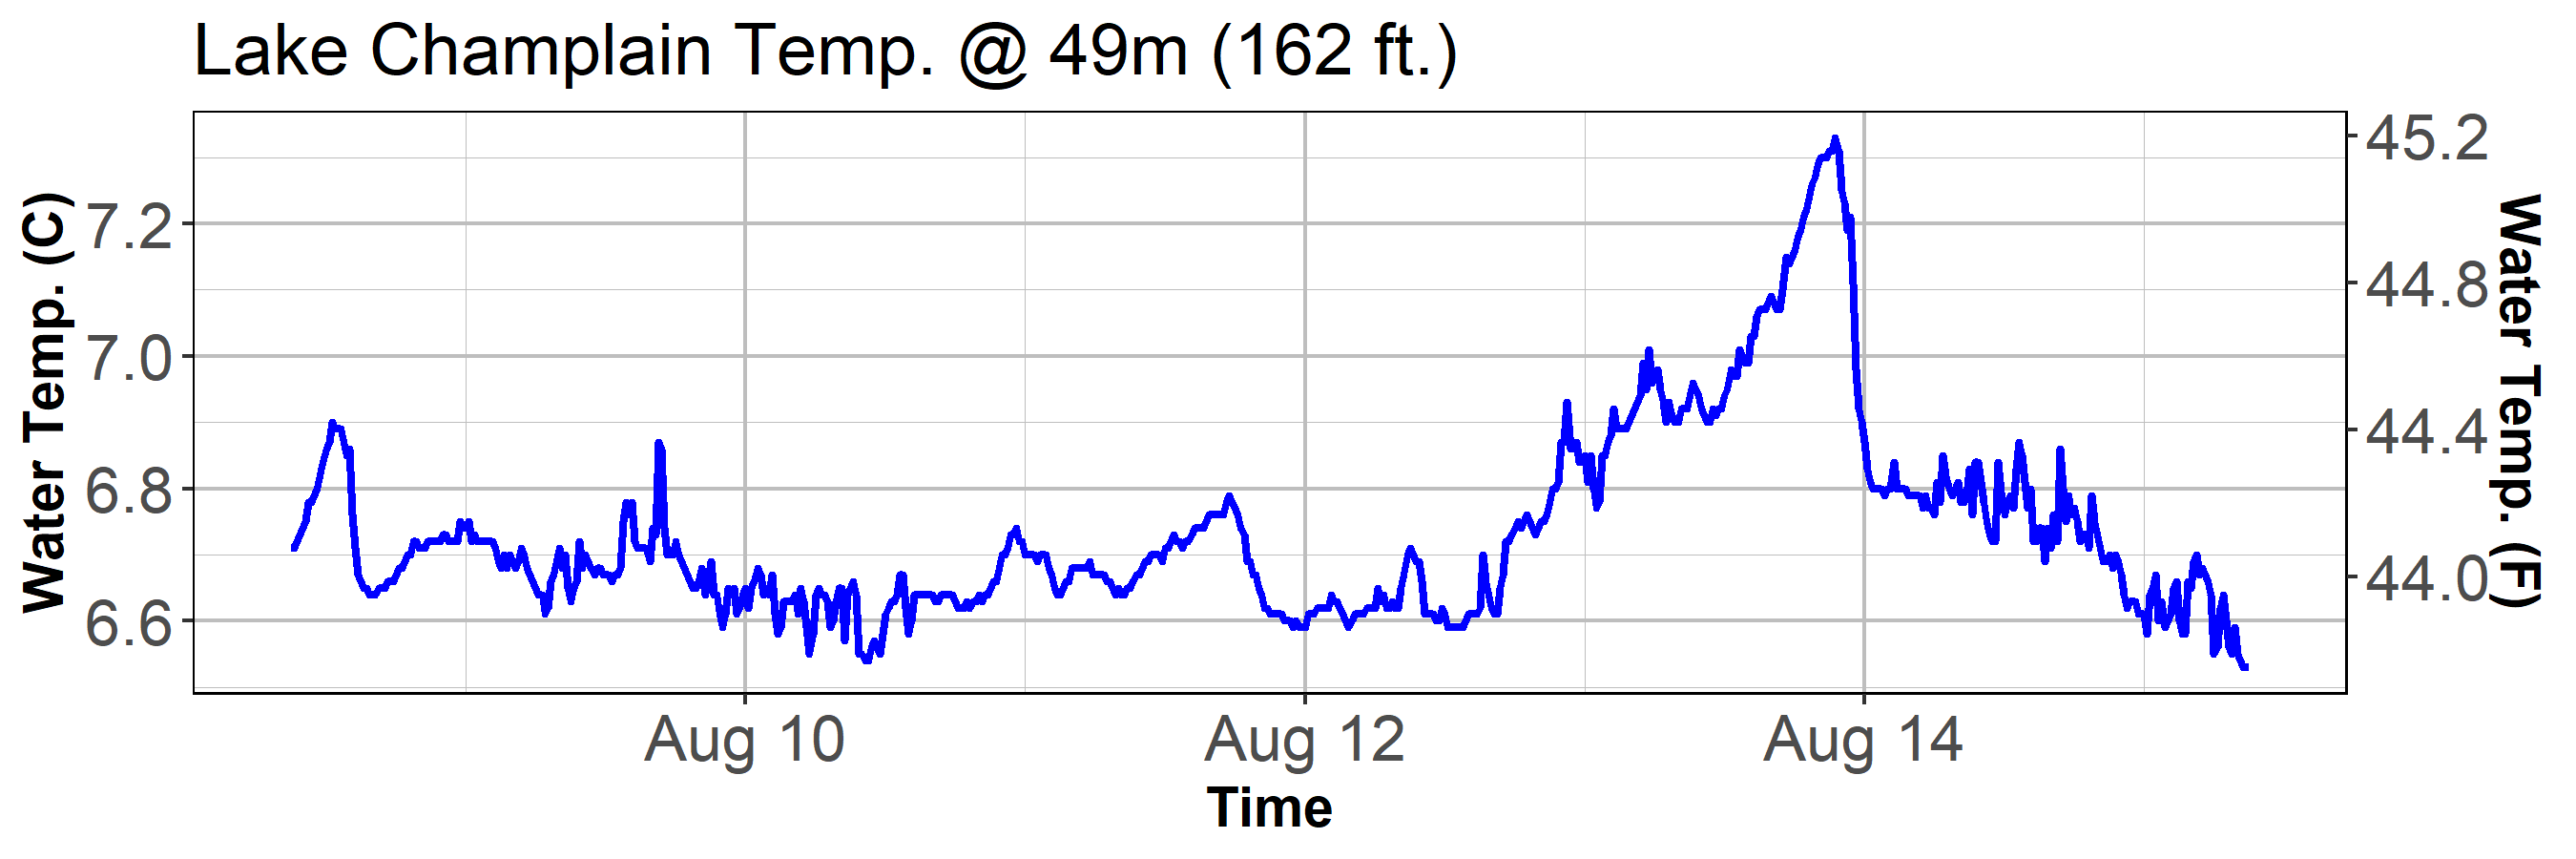 Lake Champlain Temp. @ 49m (162 ft.)
Water Temp. (C)
7.2
7.0
6.8
6.6
45.2
44.8
44.4
44.0
Water Temp. (F)
Aug 10
Aug 12
Aug 14
Time